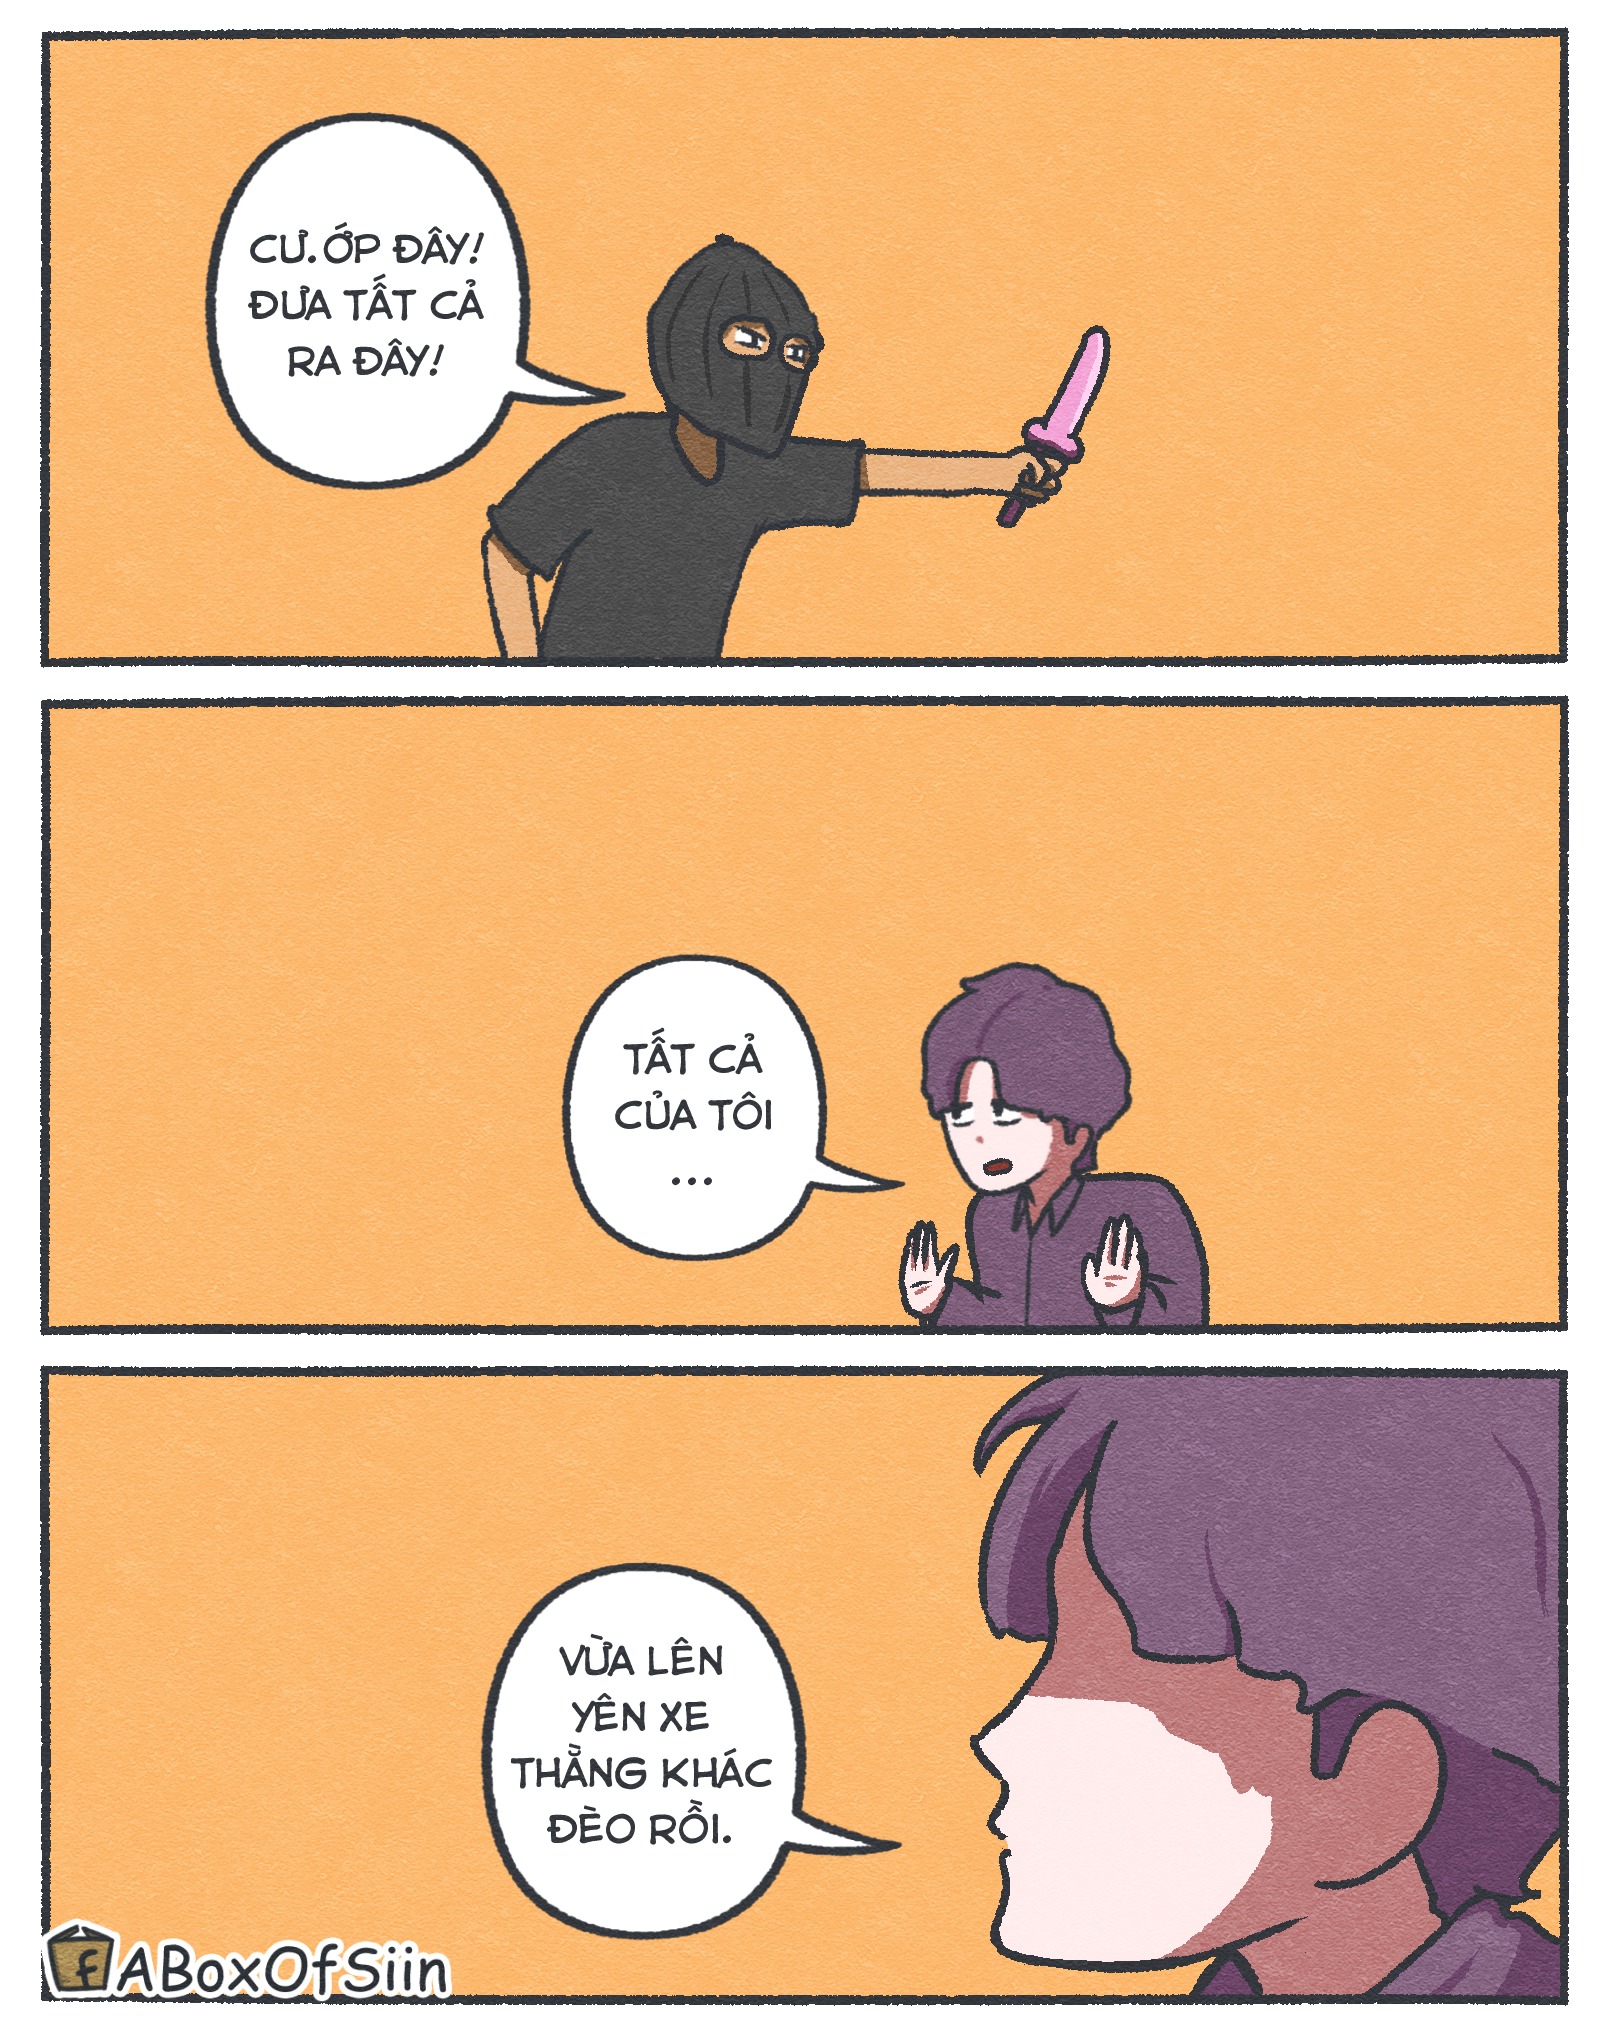 CƯ.ỚP ĐÂY!
ĐƯA TẤT CẢ
RA ĐÂY!
TẤT CẢ
CỦA TÔI
...
VỪA LÊN
YÊN XE
THẰNG KHÁC
ĐÈO RỒI.
f ABoxOfSiin